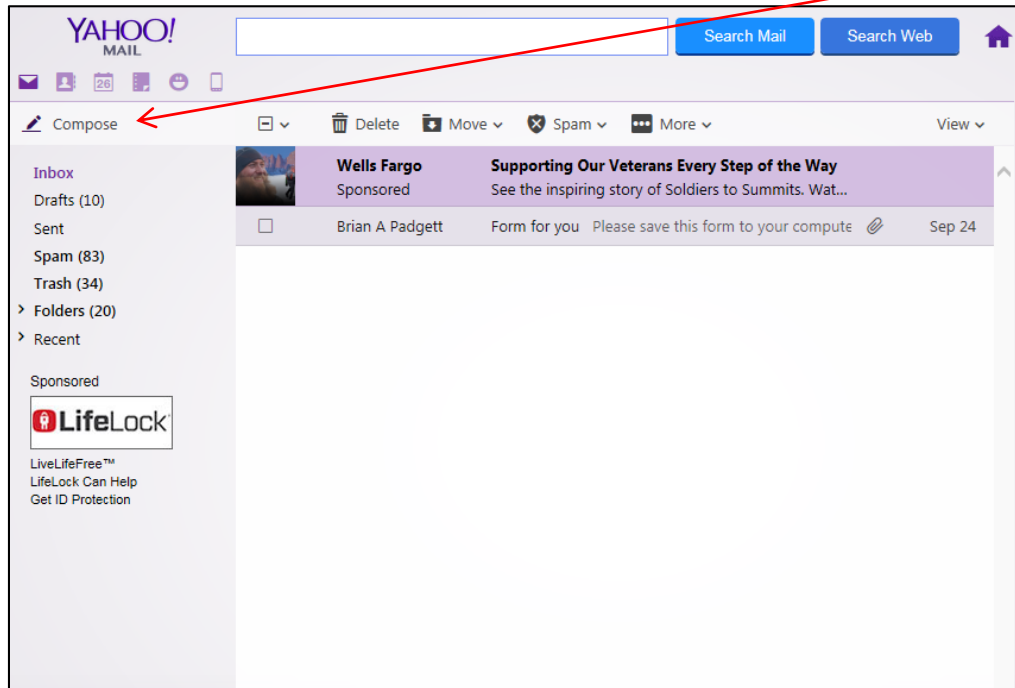 YAHOO!
MAIL
Search Mail
Search Web
26
Compose
Delete Move Spam More View
Inbox
Drafts (10)
Sent
Spam (83)
Trash (34)
Folders (20)
Recent
Sponsored
LifeLock
LiveLifeFree™
LifeLock Can Help
Get ID Protection
Wells Fargo Supporting Our Veterans Every Step of the Way
Sponsored See the inspiring story of Soldiers to Summits. Wat...
Brian A Padgett Form for you Please save this form to your compute Sep 24